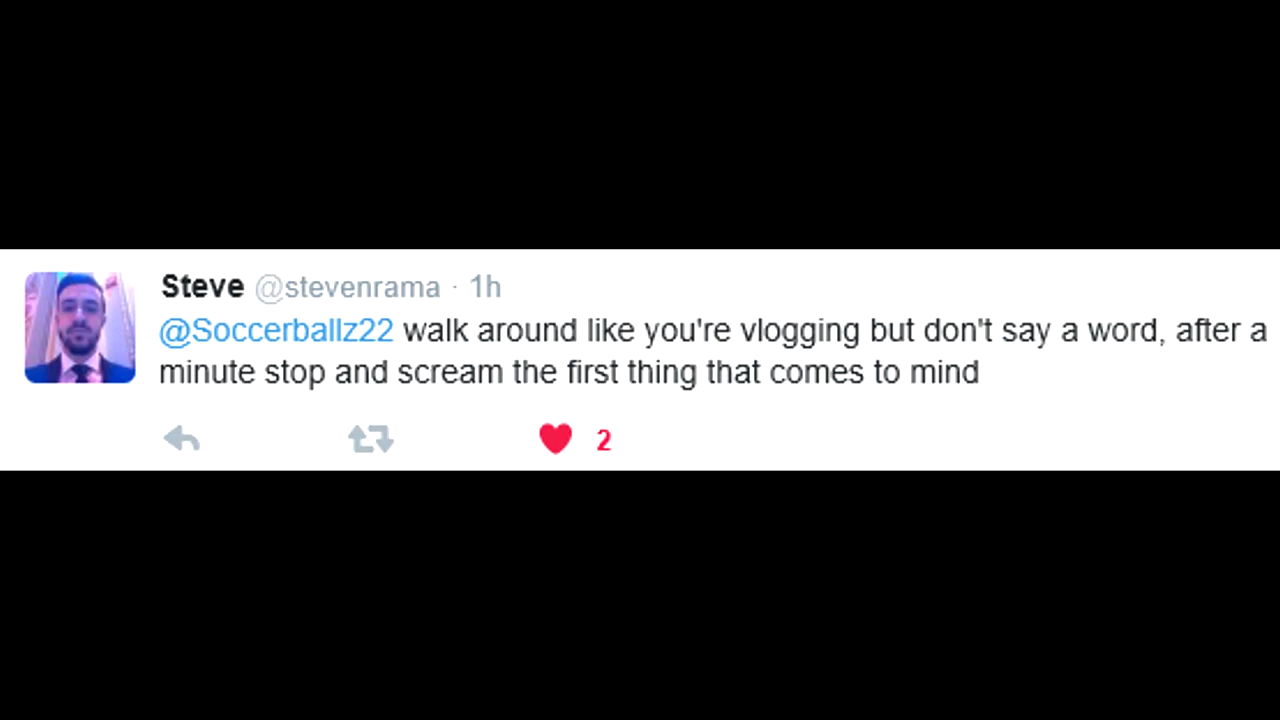 Steve @stevenrama · 1h
@Soccerballz22 walk around like you're vlogging but don't say a word, after a
minute stop and scream the first thing that comes to mind
2